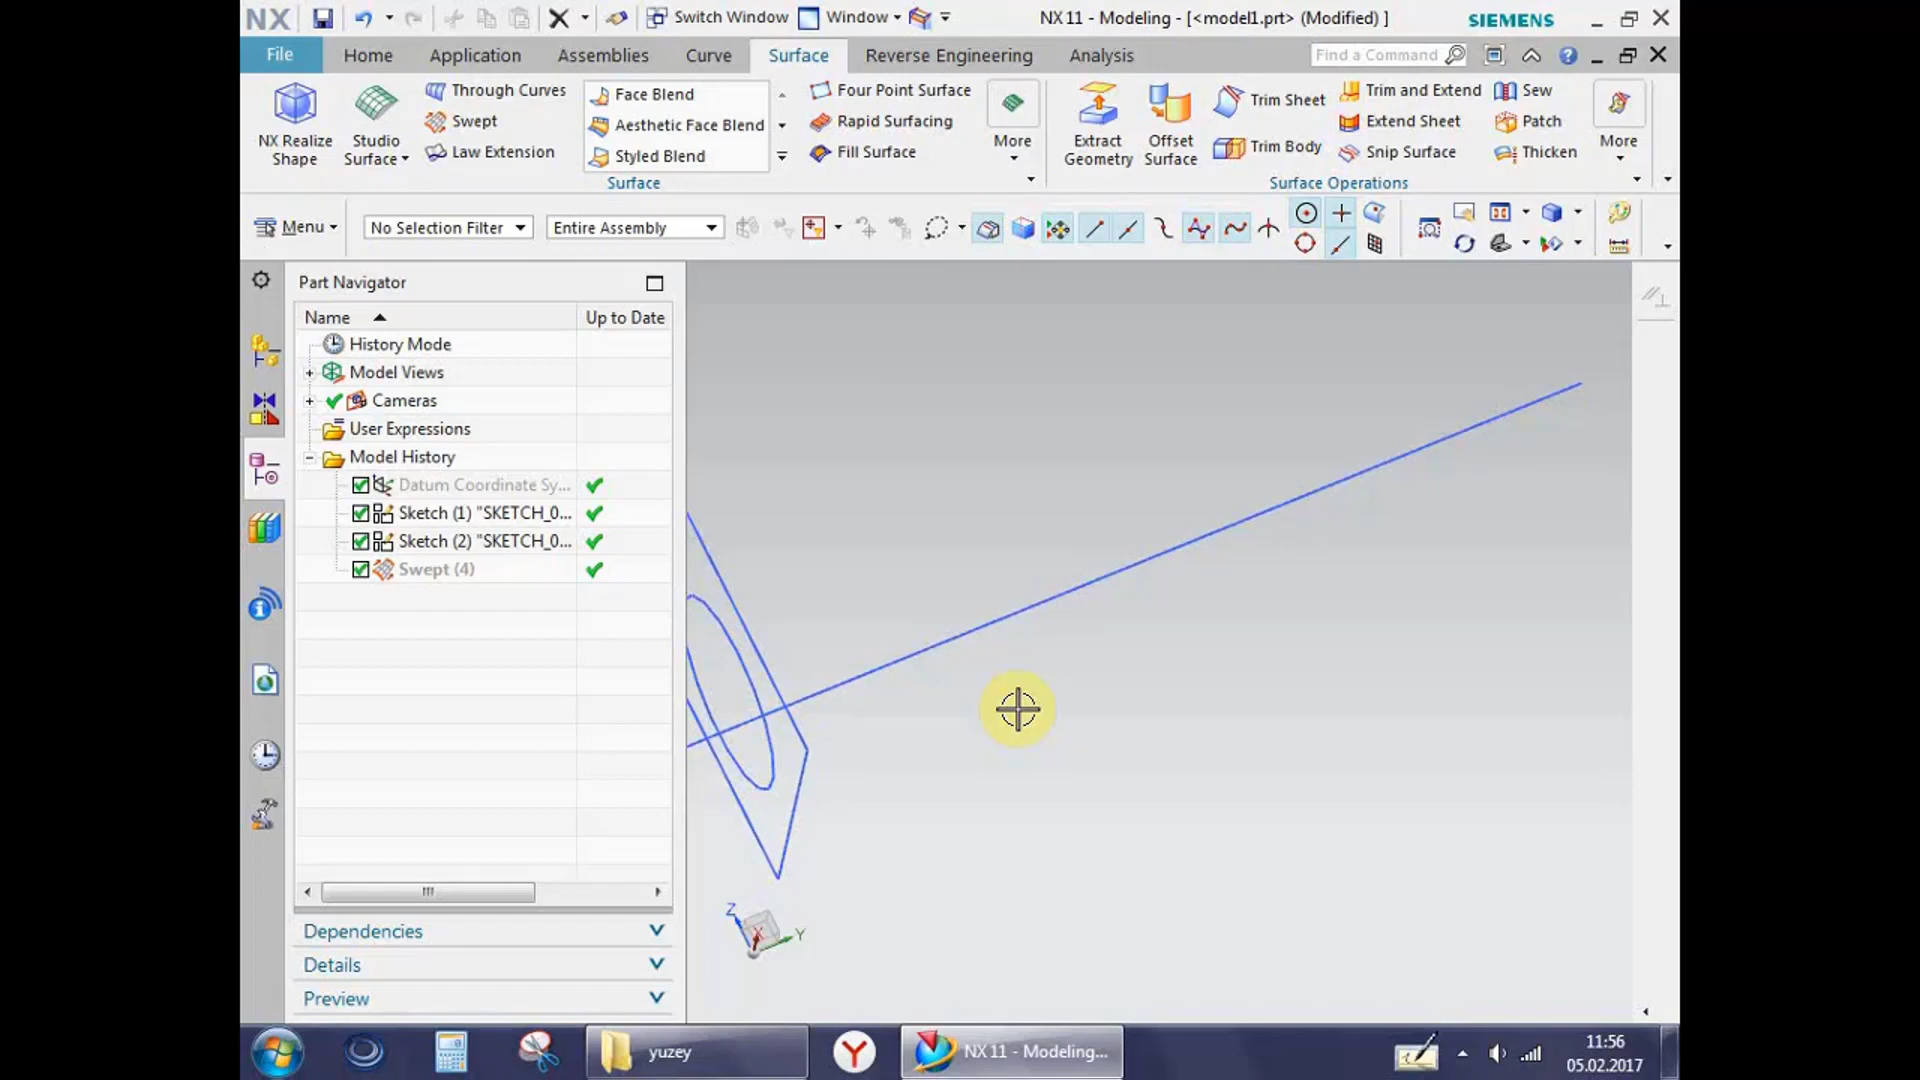 NX
Switch Window
Window
NX 11 - Modeling - [<model1.prt> (Modified) ]
SIEMENS
File
Home
Application
Assemblies
Curve
Surface
Reverse Engineering
Analysis
Find a Command
NX Realize
Shape
Studio
Surface
Through Curves
Swept
Law Extension
Face Blend
Aesthetic Face Blend
Styled Blend
Four Point Surface
Rapid Surfacing
Fill Surface
More
Surface
Extract
Geometry
Offset
Surface
Trim Sheet
Trim Body
Trim and Extend
Extend Sheet
Snip Surface
Sew
Patch
Thicken
More
Surface Operations
Menu
No Selection Filter
Entire Assembly
Part Navigator
Name
Up to Date
History Mode
Model Views
Cameras
User Expressions
Model History
Datum Coordinate Sy...
Sketch (1) "SKETCH_0...
Sketch (2) "SKETCH_0...
Swept (4)
Dependencies
Details
Preview
Z
X
Y
yuzey
NX 11 - Modeling...
11:56
05.02.2017